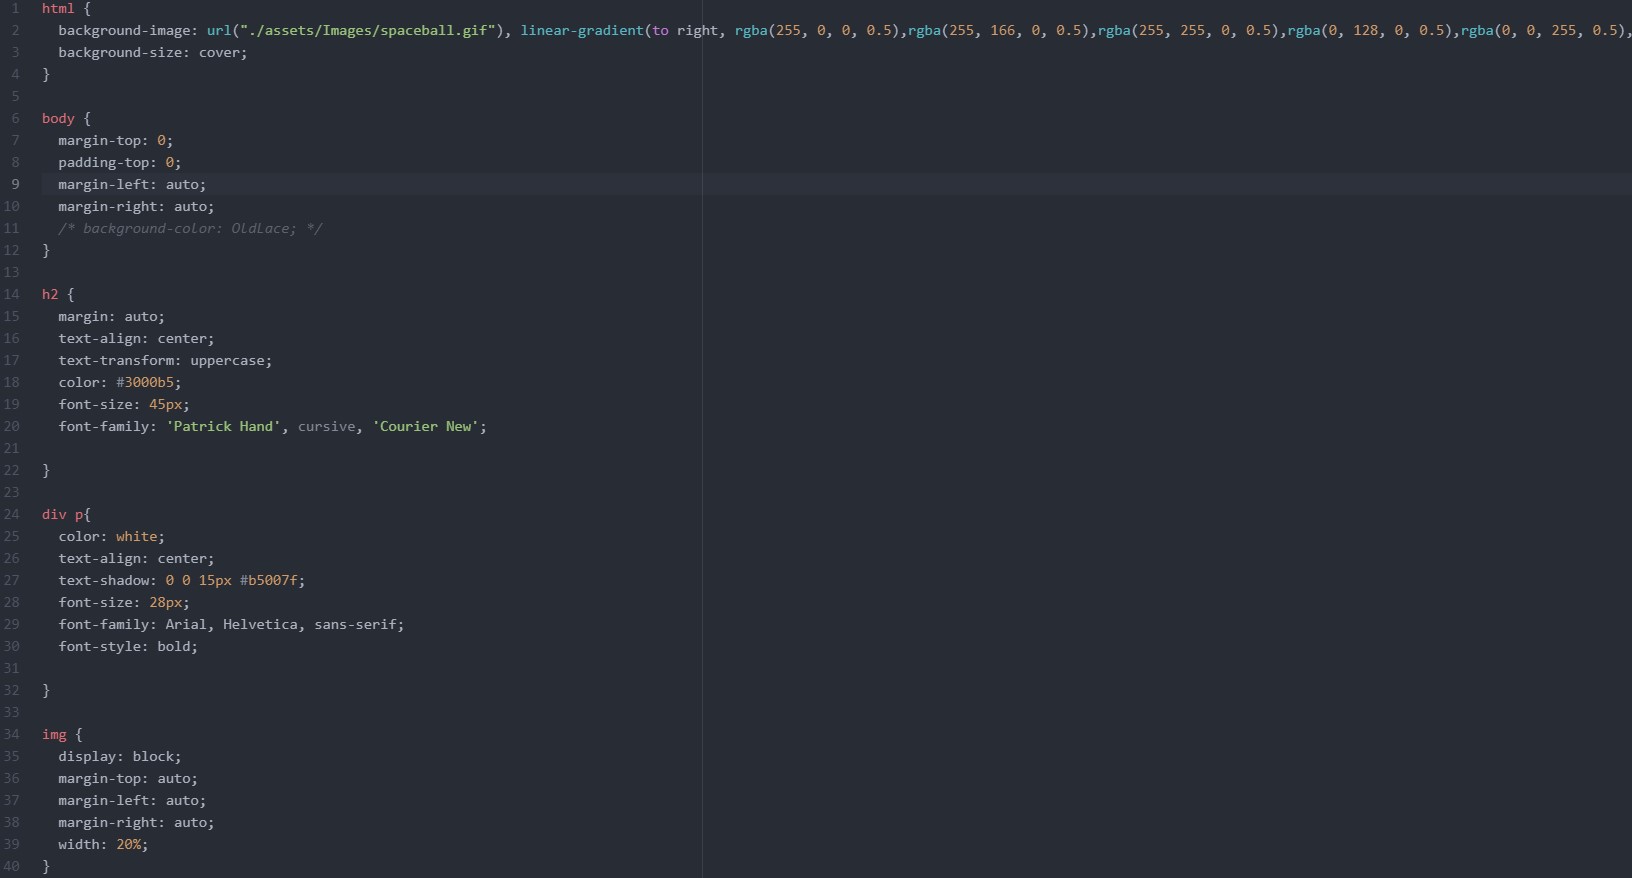 1 html {
2   background-image: url("./assets/Images/spaceball.gif"), linear-gradient(to right, rgba(255, 0, 0, 0.5),rgba(255, 166, 0, 0.5),rgba(255, 255, 0, 0.5),rgba(0, 128, 0, 0.5),rgba(0, 0, 255, 0.5),
3   background-size: cover;
4 }
5
6 body {
7   margin-top: 0;
8   padding-top: 0;
9   margin-left: auto;
10   margin-right: auto;
11   /* background-color: OldLace; */
12 }
13
14 h2 {
15   margin: auto;
16   text-align: center;
17   text-transform: uppercase;
18   color: #3000b5;
19   font-size: 45px;
20   font-family: 'Patrick Hand', cursive, 'Courier New';
21
22 }
23
24 div p{
25   color: white;
26   text-align: center;
27   text-shadow: 0 0 15px #b5007f;
28   font-size: 28px;
29   font-family: Arial, Helvetica, sans-serif;
30   font-style: bold;
31
32 }
33
34 img {
35   display: block;
36   margin-top: auto;
37   margin-left: auto;
38   margin-right: auto;
39   width: 20%;
40 }